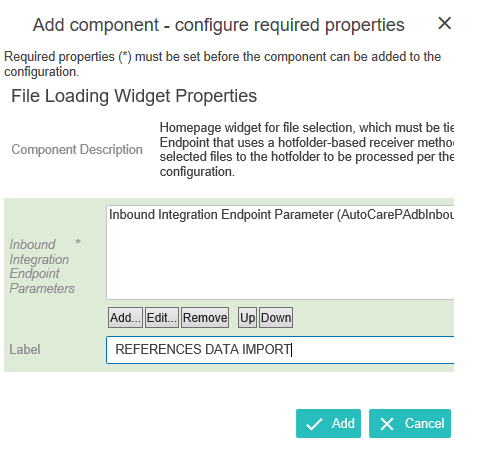 Add component - configure required properties
Required properties (*) must be set before the component can be added to the
configuration.
File Loading Widget Properties
Component Description
Homepage widget for file selection, which must be tie
Endpoint that uses a hotfolder-based receiver metho
selected files to the hotfolder to be processed per the
configuration.
Inbound *
Integration
Endpoint
Parameters
Inbound Integration Endpoint Parameter (AutoCarePAdbInbou
Add... Edit... Remove Up Down
Label
REFERENCES DATA IMPORT
Add Cancel